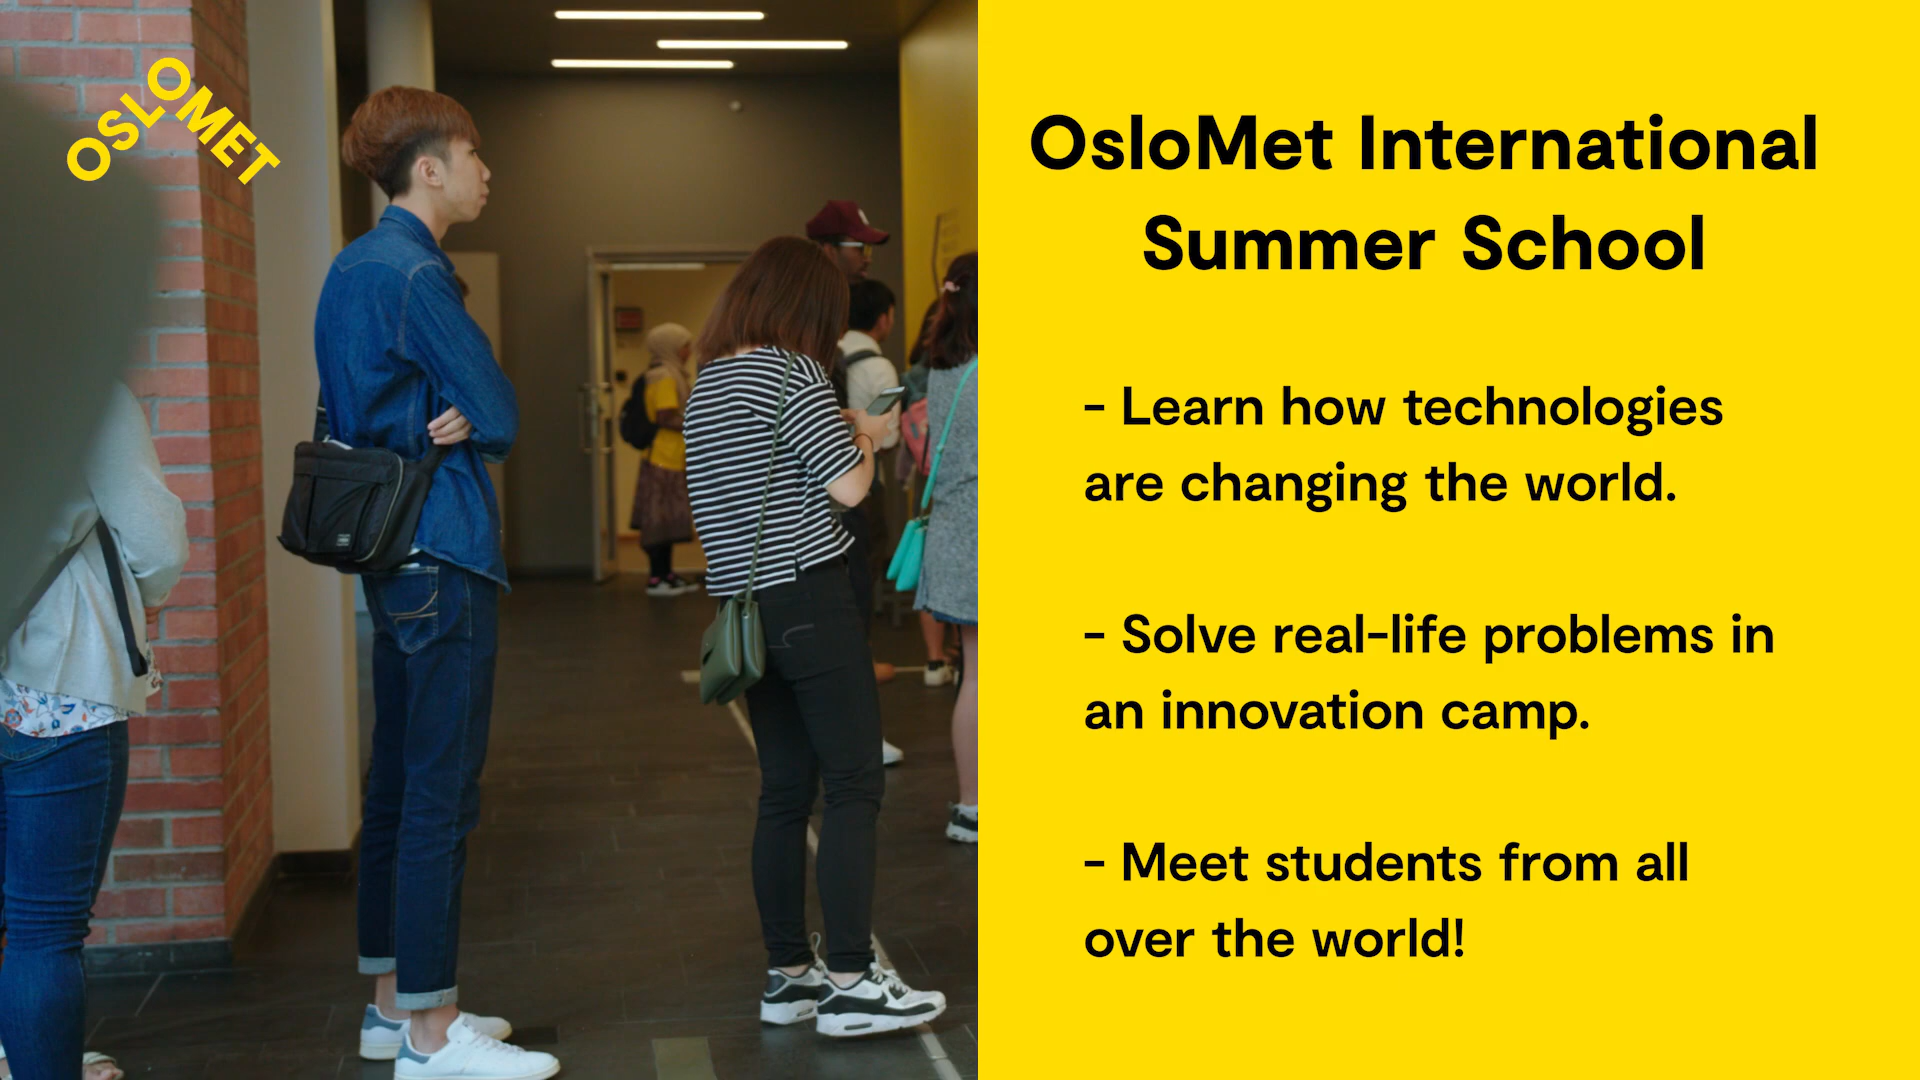 OSLOMET
OsloMet International
Summer School
- Learn how technologies
are changing the world.
- Solve real-life problems in
an innovation camp.
- Meet students from all
over the world!